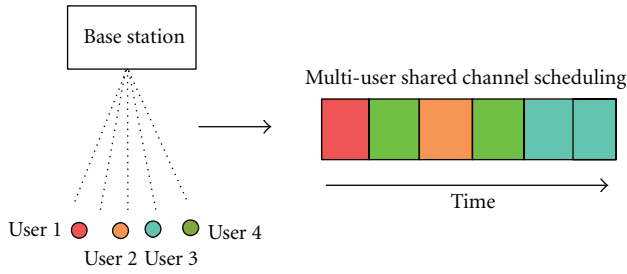 Base station
Multi-user shared channel scheduling
Time
User 1
User 4
User 2 User 3